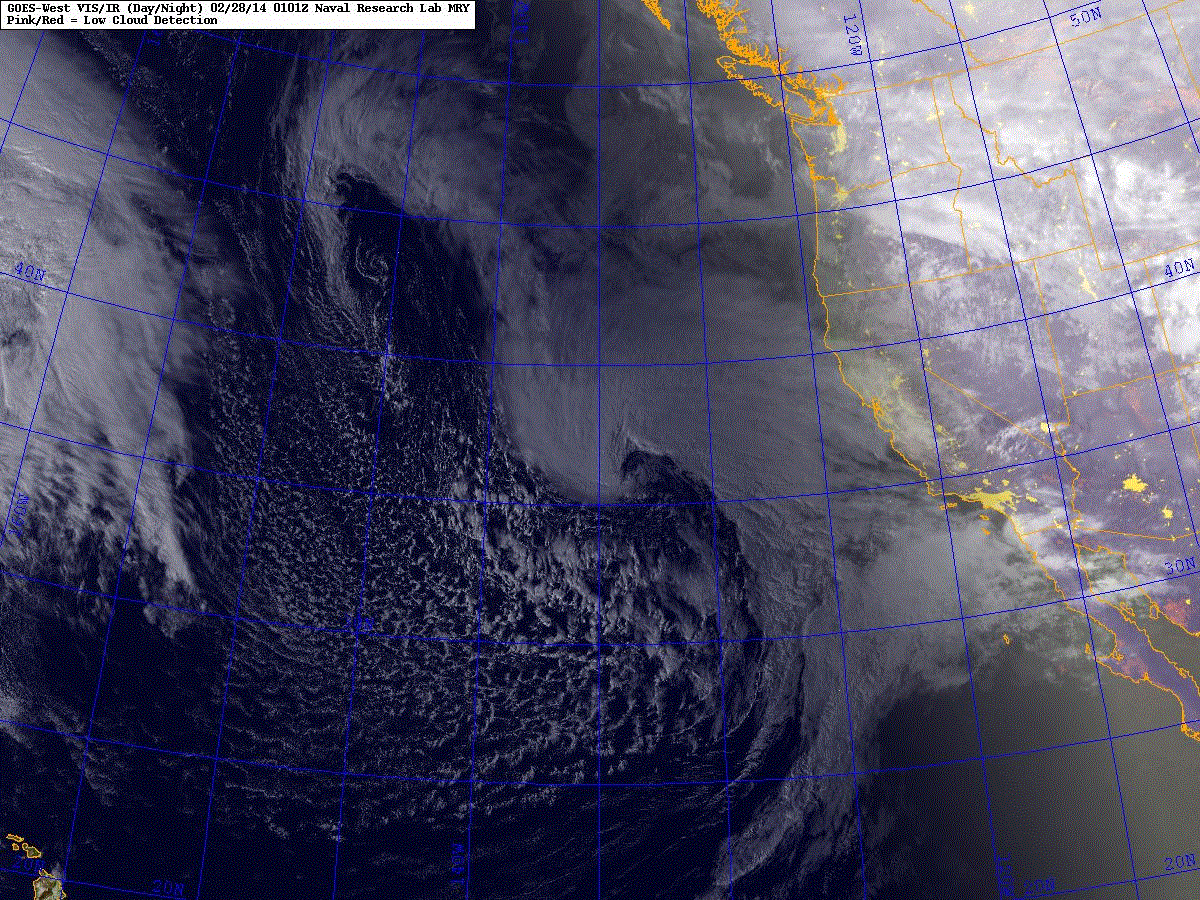 GOES-West VIS/IR (Day/Night) 02/28/14 0101Z Naval Research Lab MRY
Pink/Red = Low Cloud Detection
50N
120W
40N
40N
30N
20N
20N
20N